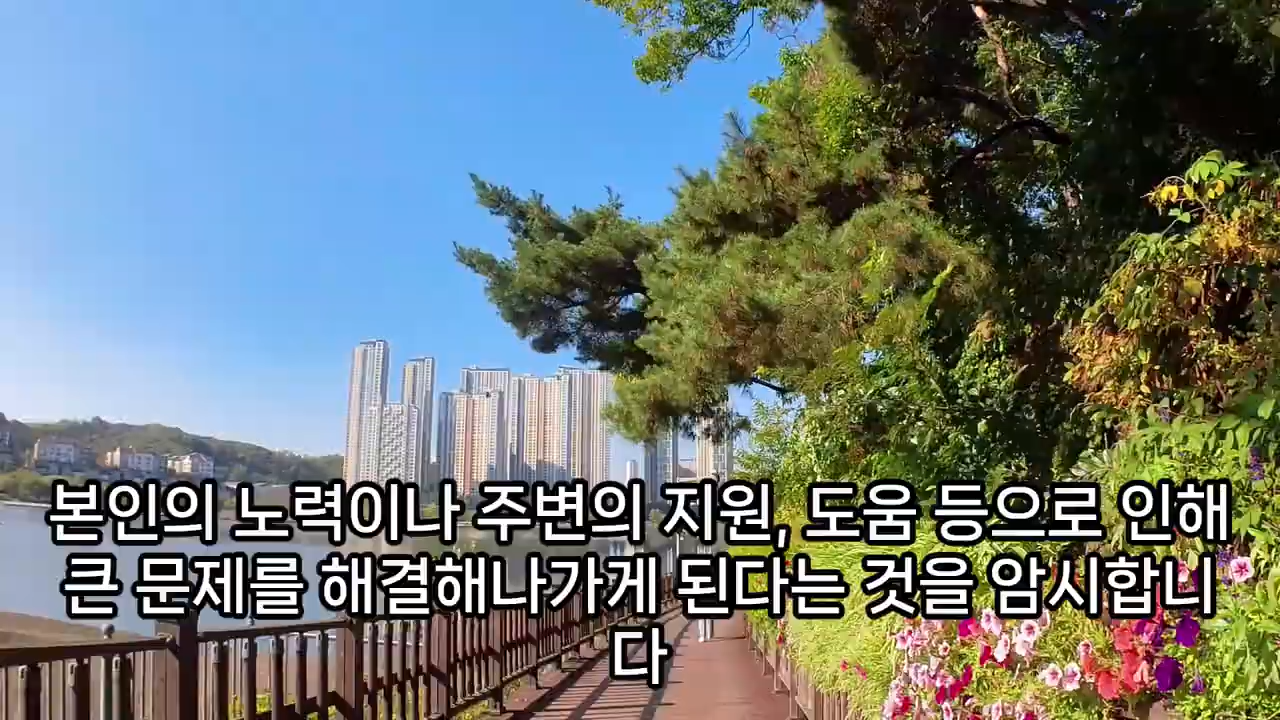 본인의 노력이나 주변의 지원, 도움 등으로 인해
큰 문제를 해결해나가게 된다는 것을 암시합니
다